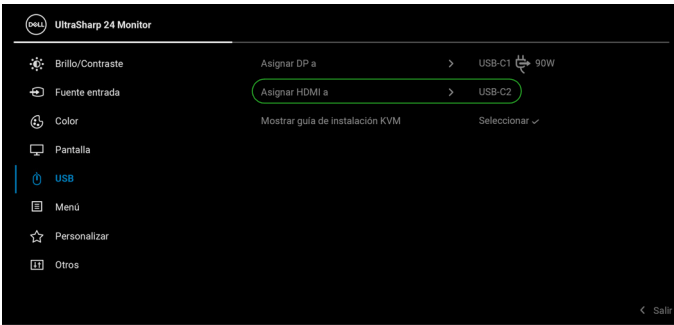 DELL UltraSharp 24 Monitor
Brillo/Contraste
Asignar DP a USB-C1 90W
Fuente entrada
Asignar HDMI a USB-C2
Color
Mostrar guía de instalación KVM Seleccionar
Pantalla
USB
Menú
Personalizar
Otros
Salir